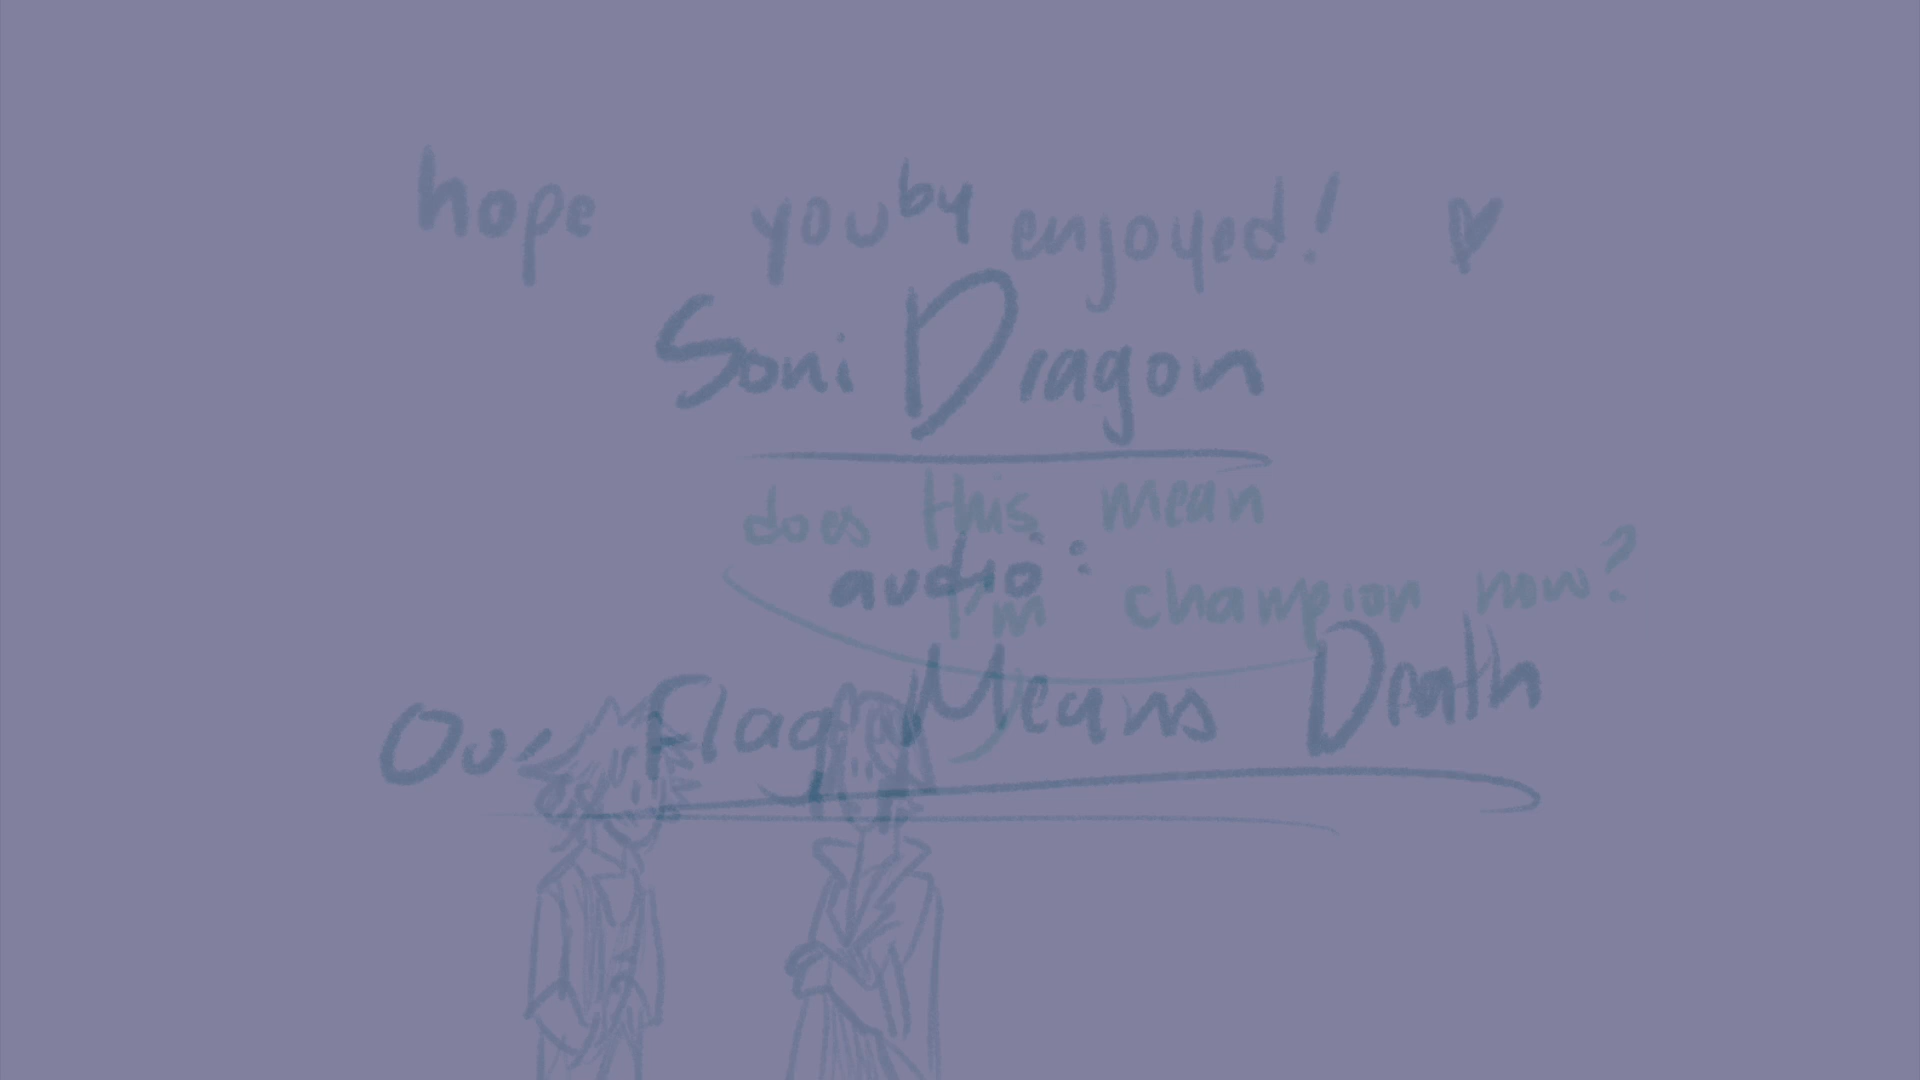 hope you enjoyed!
by
Soni Dragon
does this mean
audio:
I'm champion now?
Our Flag Means Death